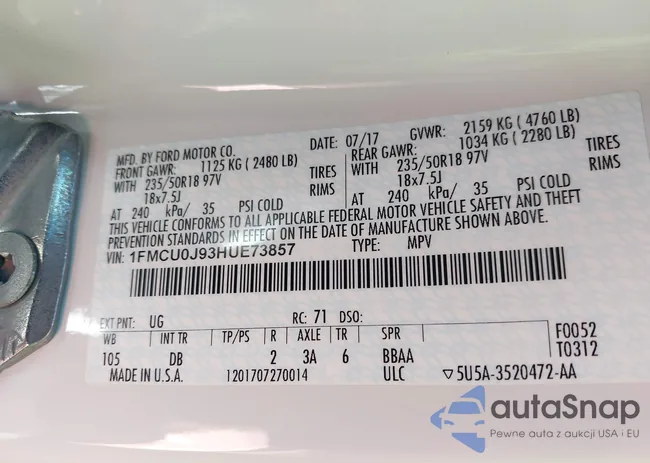 MFD. BY FORD MOTOR CO.
DATE: 07/17 GVWR: 2159 KG ( 4760 LB)
FRONT GAWR: 1125 KG ( 2480 LB) REAR GAWR: 1034 KG ( 2280 LB)
WITH 235/50R18 97V TIRES WITH 235/50R18 97V TIRES
18x7.5J RIMS 18x7.5J RIMS
AT 240 kPa/ 35 PSI COLD AT 240 kPa/ 35 PSI COLD
THIS VEHICLE CONFORMS TO ALL APPLICABLE FEDERAL MOTOR VEHICLE SAFETY AND THEFT
PREVENTION STANDARDS IN EFFECT ON THE DATE OF MANUFACTURE SHOWN ABOVE.
VIN: 1FMCU0J93HUE73857 TYPE: MPV
EXT PNT: UG RC: 71 DSO:
WB INT TR TP/PS R AXLE TR SPR F0052
105 DB 2 3A 6 BBAA T0312
MADE IN U.S.A. 1201707270014 ULC ▽5U5A-3520472-AA
autaSnap
Pewne auta z aukcji USA i EU